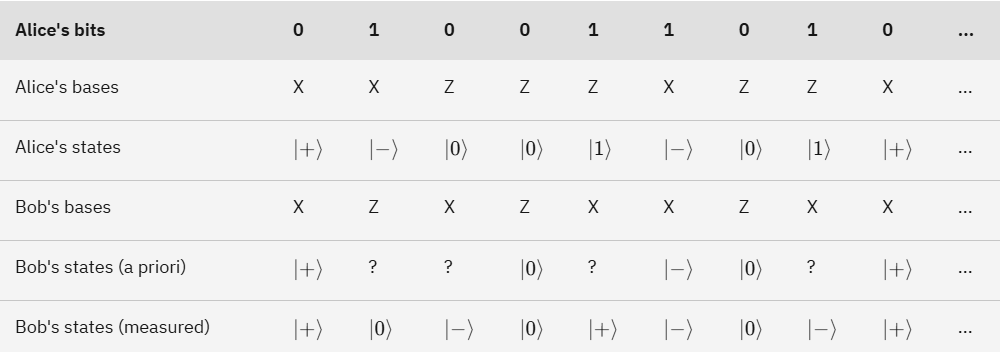 Alice's bits 0 1 0 0 1 1 0 1 0 ...
Alice's bases X X Z Z Z X Z Z X ...
Alice's states |+⟩ |−⟩ |0⟩ |0⟩ |1⟩ |−⟩ |0⟩ |1⟩ |+⟩ ...
Bob's bases X Z X Z X X Z X X ...
Bob's states (a priori) |+⟩ ? ? |0⟩ ? |−⟩ |0⟩ ? |+⟩ ...
Bob's states (measured) |+⟩ |0⟩ |−⟩ |0⟩ |+⟩ |−⟩ |0⟩ |−⟩ |+⟩ ...